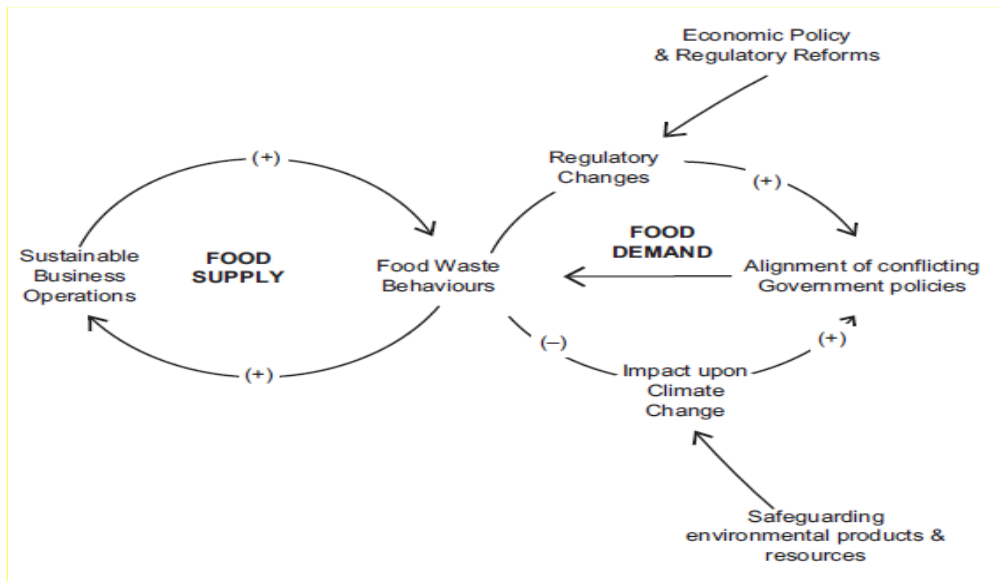 Economic Policy
& Regulatory Reforms
(+)
Regulatory
Changes
(+)
Sustainable
Business
Operations
FOOD
SUPPLY
Food Waste
Behaviours
FOOD
DEMAND
Alignment of conflicting
Government policies
(–)
(+)
(+)
Impact upon
Climate
Change
Safeguarding
environmental products &
resources